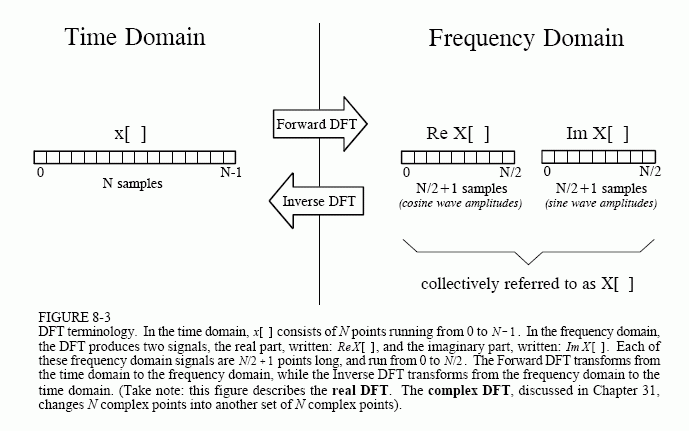 Time Domain
Frequency Domain
Forward DFT
x[ ]
Re X[ ]
Im X[ ]
0
N-1
0
N/2
0
N/2
N samples
N/2+1 samples
N/2+1 samples
(cosine wave amplitudes)
(sine wave amplitudes)
Inverse DFT
collectively referred to as X[ ]
FIGURE 8-3
DFT terminology. In the time domain, x[ ] consists of N points running from 0 to N−1. In the frequency domain,
the DFT produces two signals, the real part, written: ReX[ ], and the imaginary part, written: Im X[ ]. Each of
these frequency domain signals are N/2+1 points long, and run from 0 to N/2. The Forward DFT transforms from
the time domain to the frequency domain, while the Inverse DFT transforms from the frequency domain to the
time domain. (Take note: this figure describes the real DFT. The complex DFT, discussed in Chapter 31,
changes N complex points into another set of N complex points).